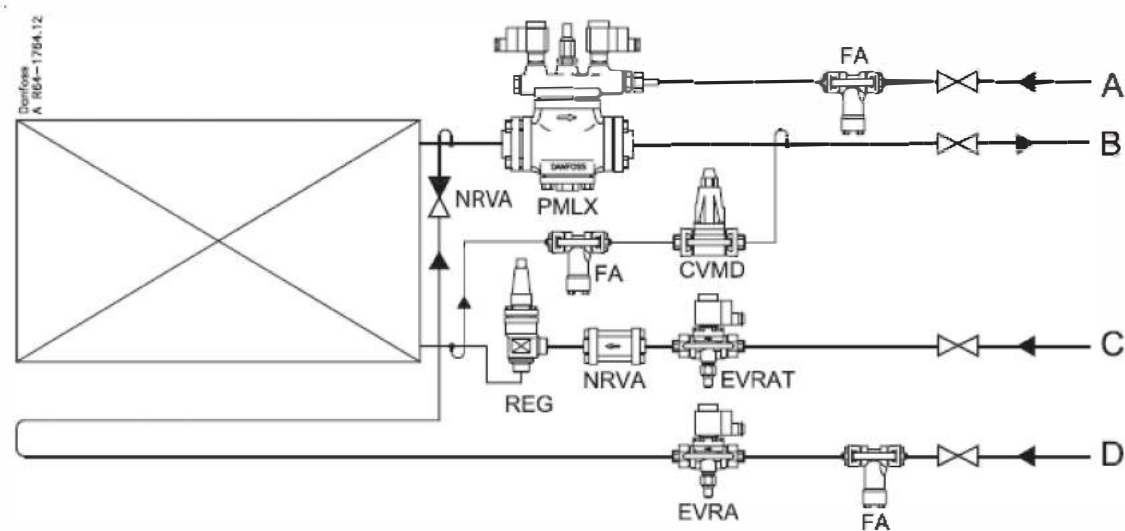 Danfoss
A R64-1764.12
FA
A
B
NRVA
DANFOSS
PMLX
FA
CVMD
C
REG
NRVA
EVRAT
D
EVRA
FA